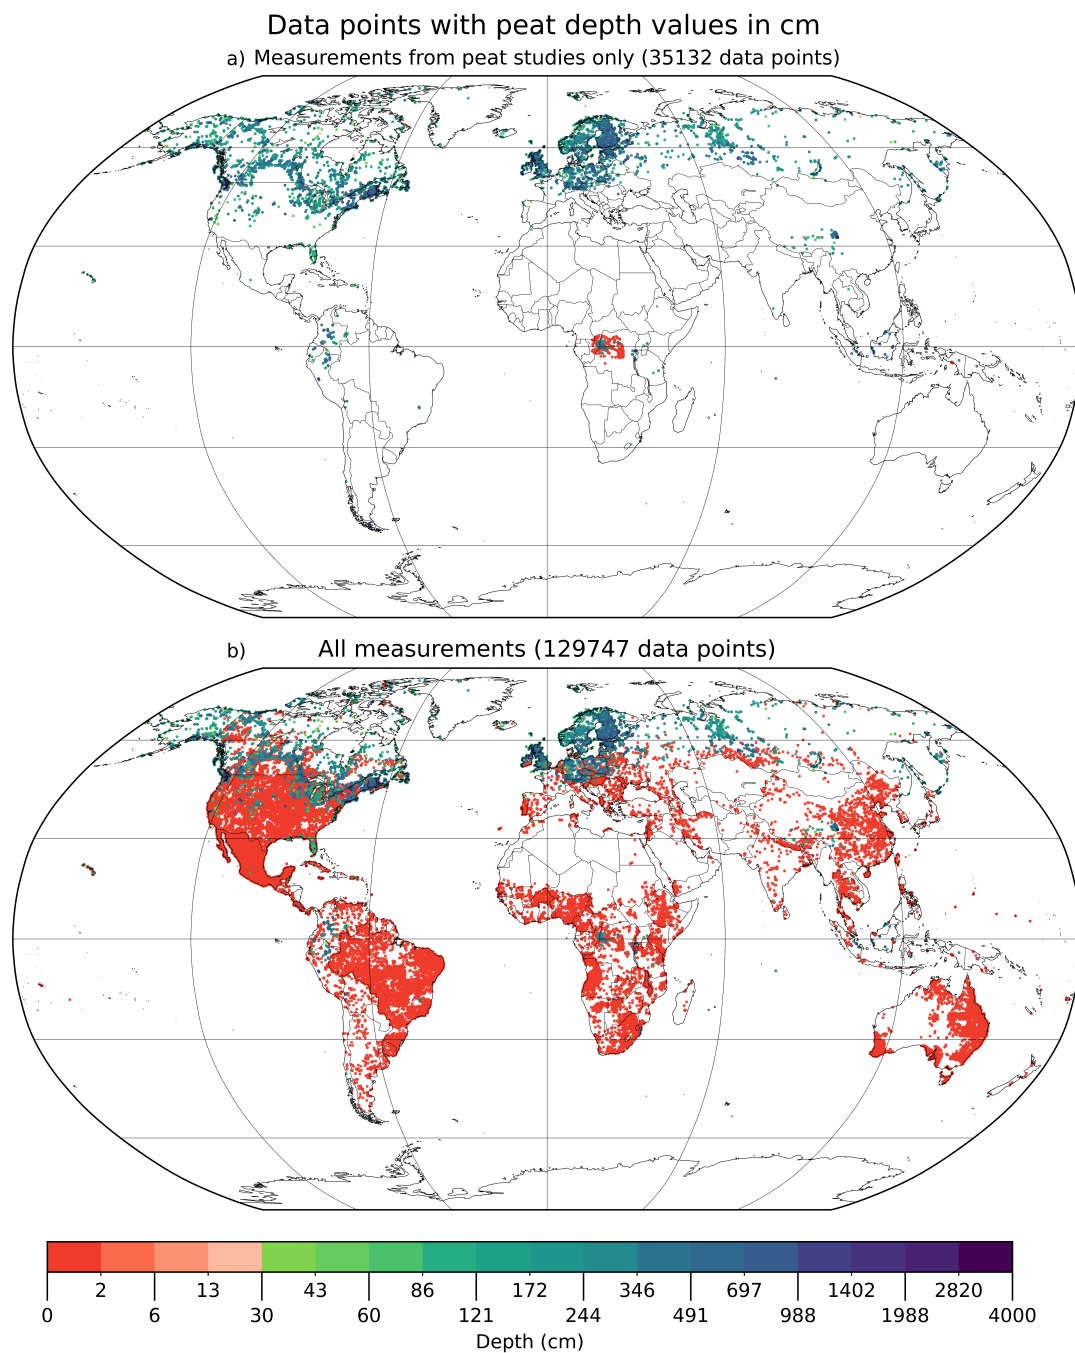 Data points with peat depth values in cm
a) Measurements from peat studies only (35132 data points)
b) All measurements (129747 data points)
2 13 43 86 172 346 697 1402 2820
0 6 30 60 121 244 491 988 1988 4000
Depth (cm)